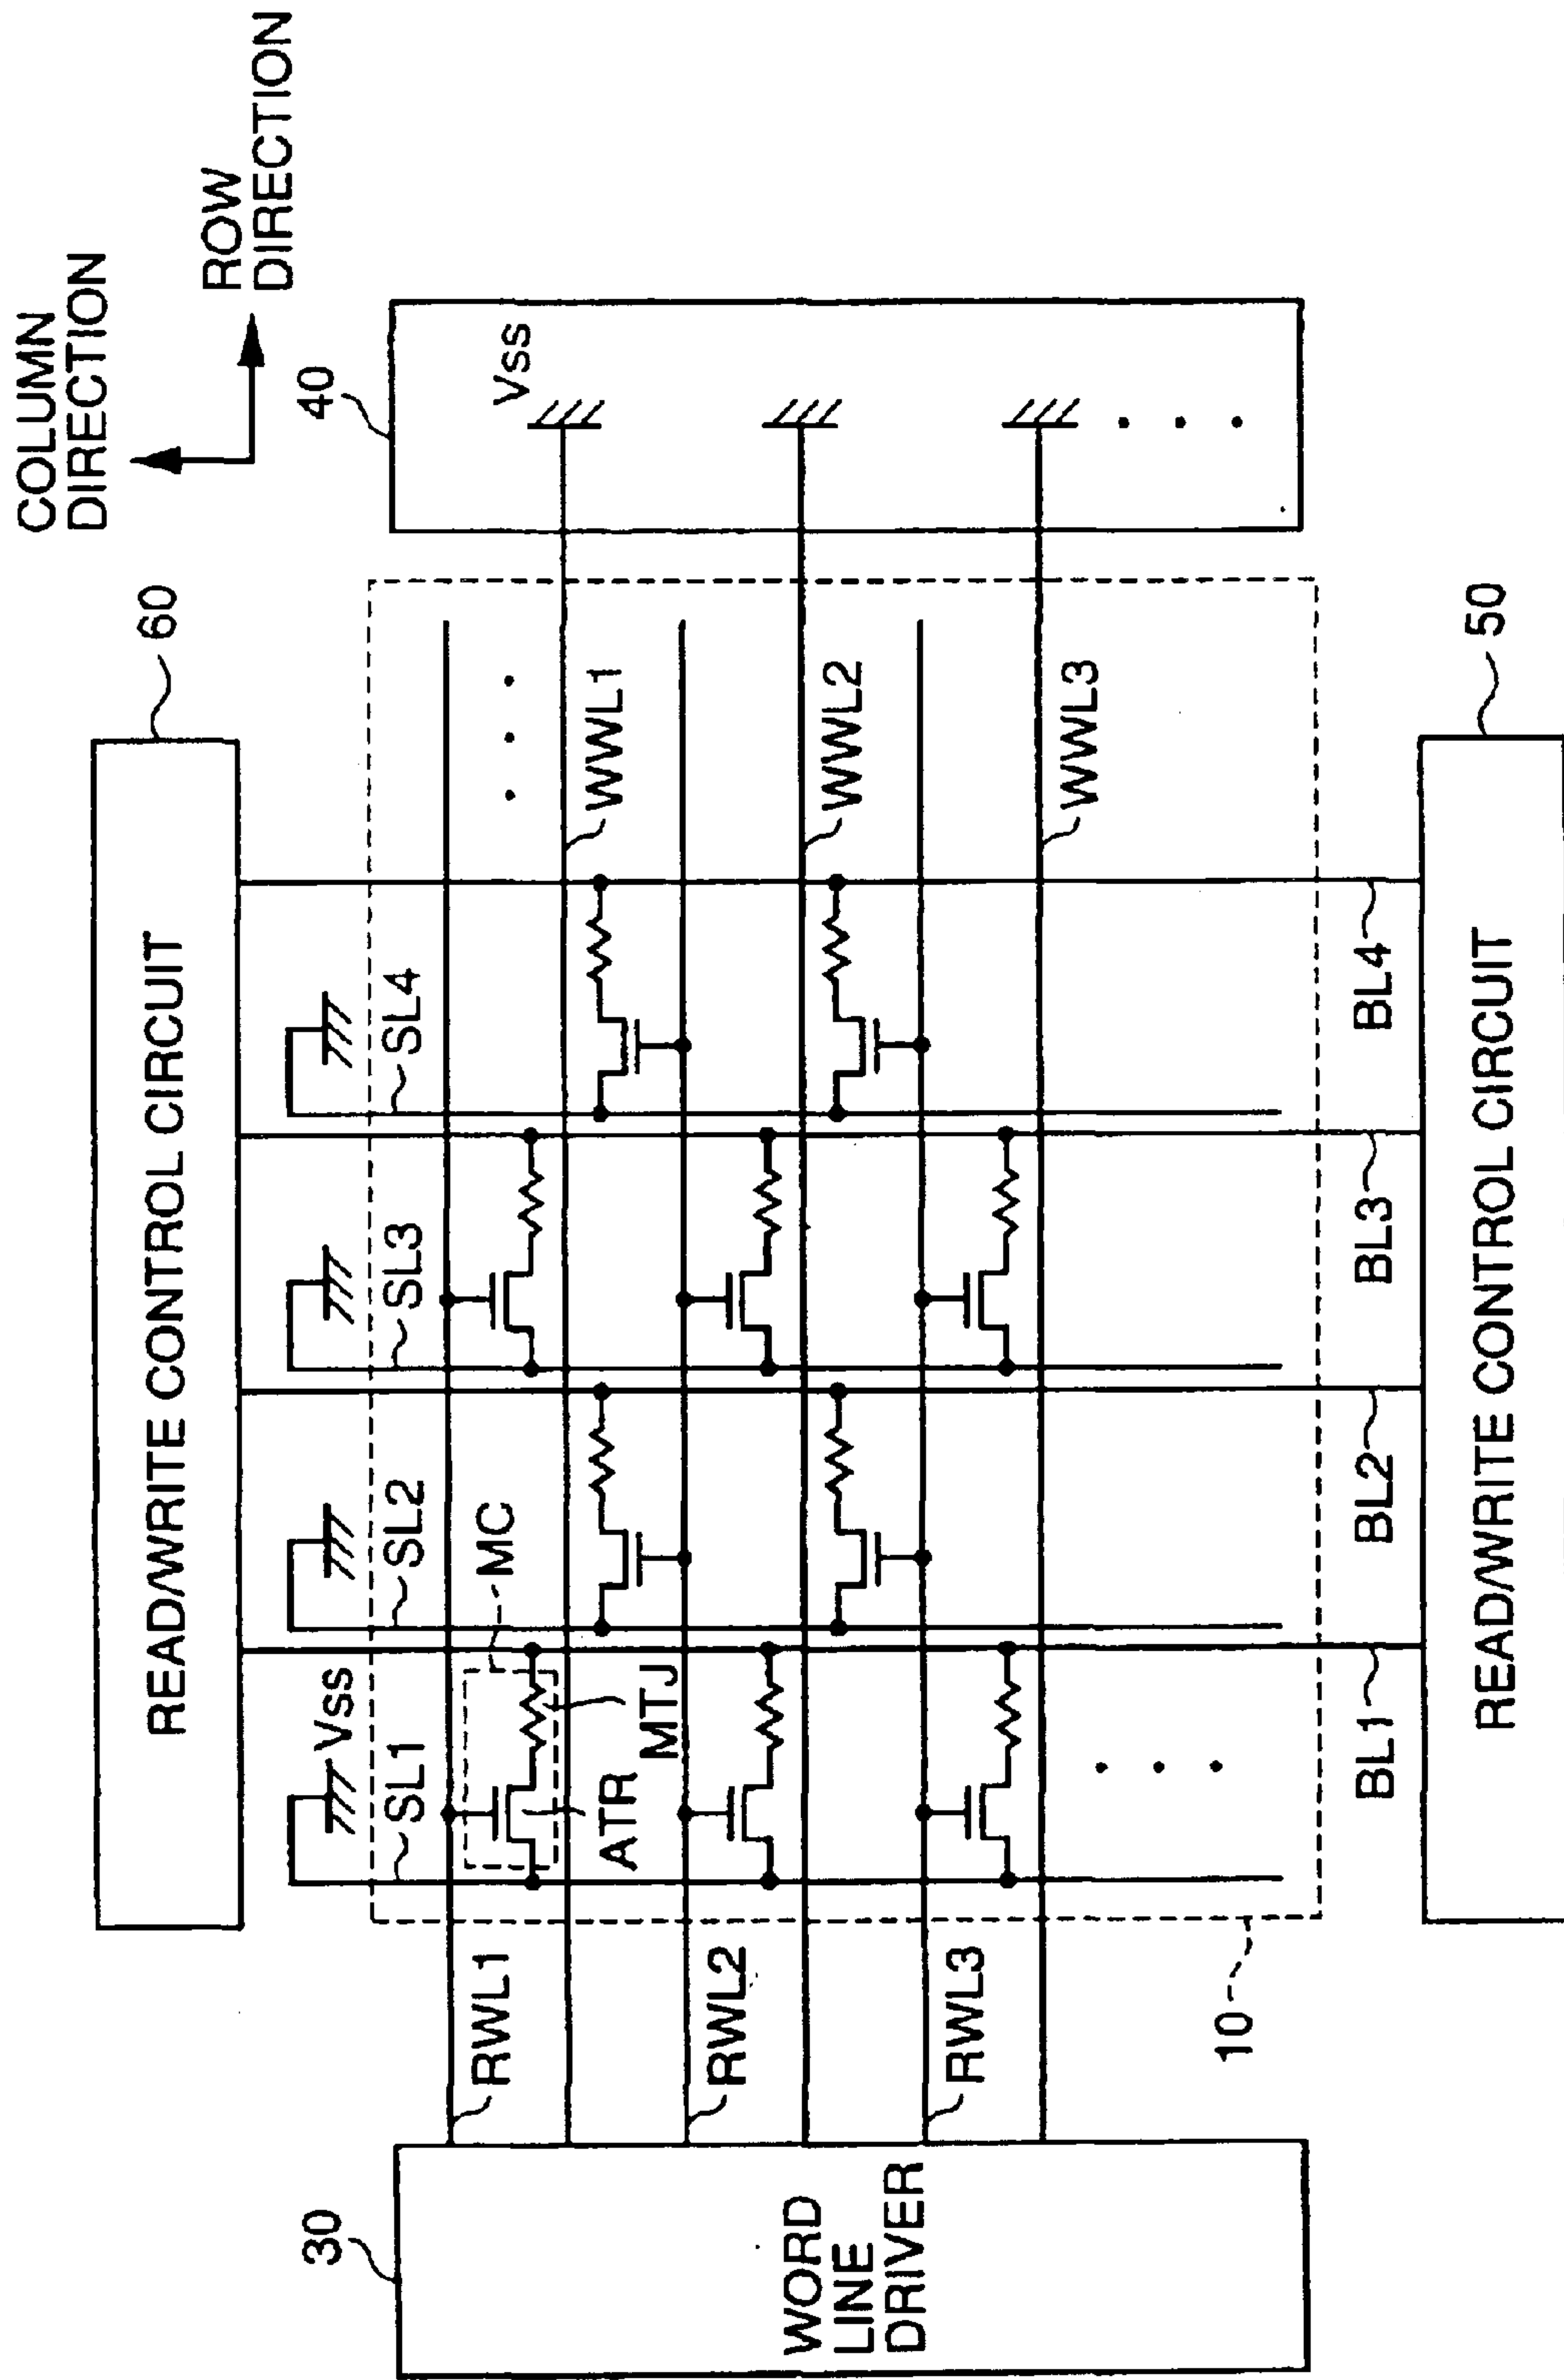 COLUMN
DIRECTION
ROW
DIRECTION
60
READ/WRITE CONTROL CIRCUIT
40
Vss
Vss
SL1
SL2
SL3
SL4
MC
MTJ
ATR
RWL1
WWL1
RWL2
WWL2
RWL3
WWL3
30
WORD
LINE
DRIVER
10
BL1
BL2
BL3
BL4
50
READ/WRITE CONTROL CIRCUIT